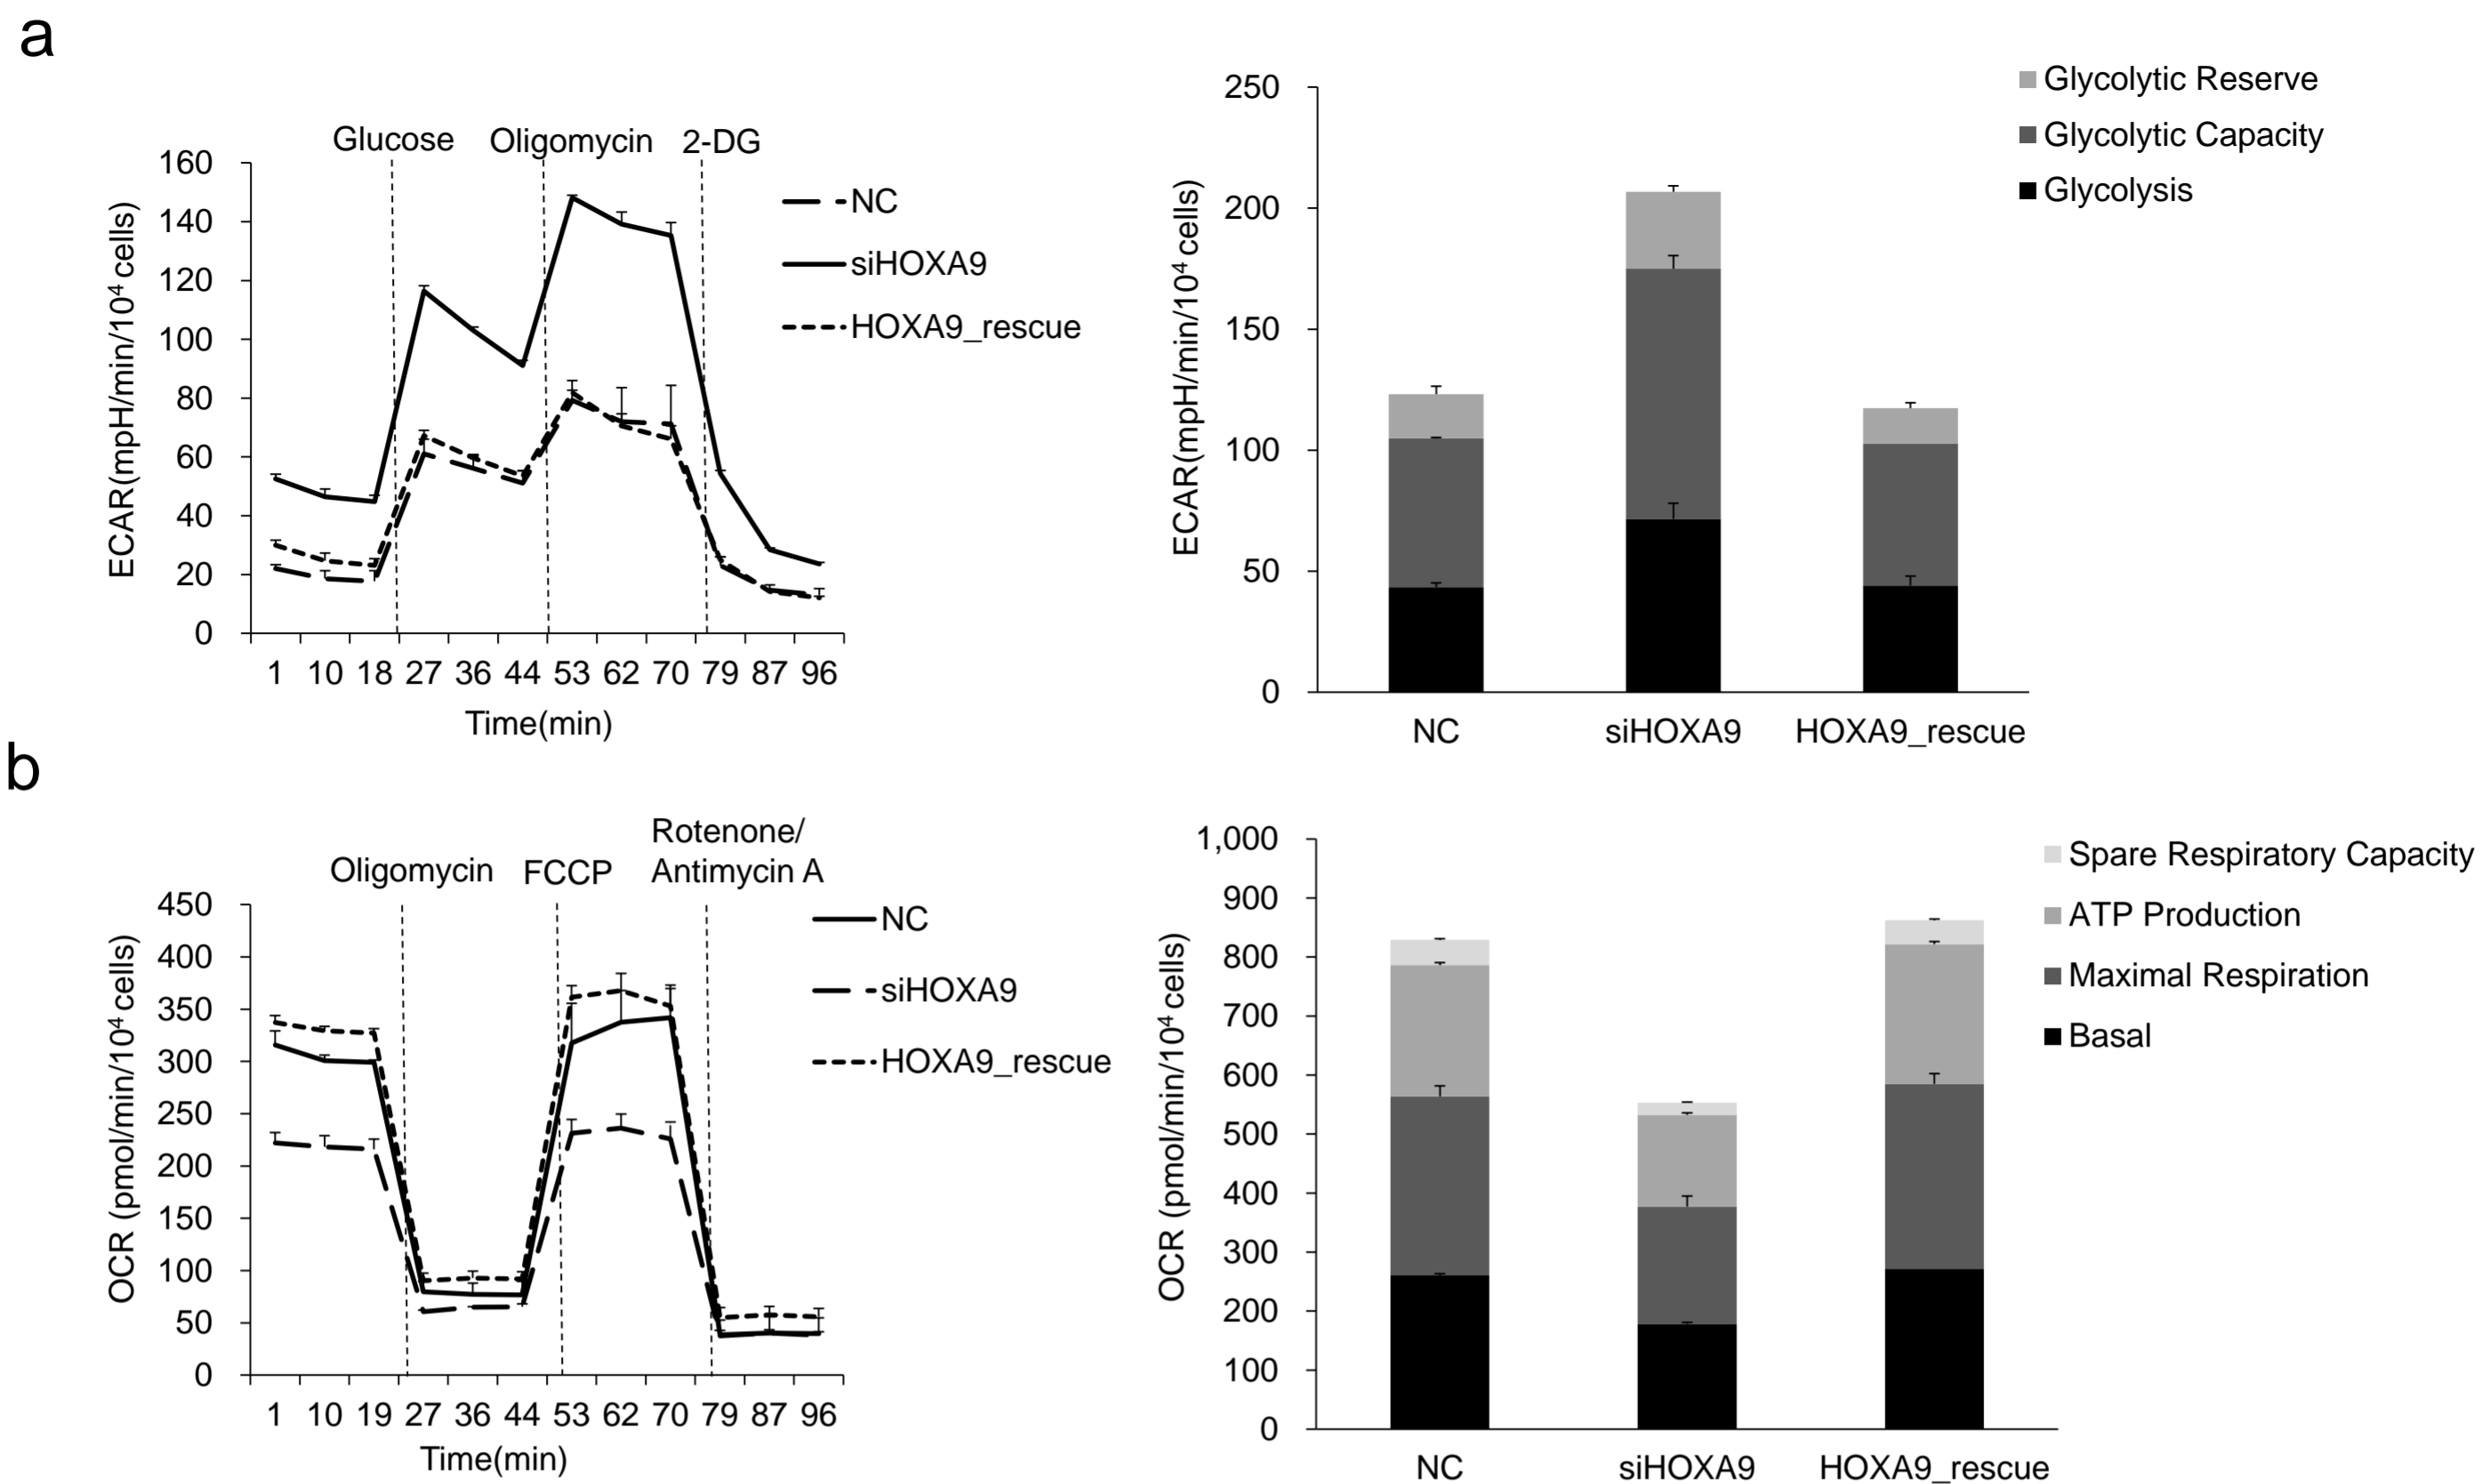 a
Glucose Oligomycin 2-DG
160
140
120
100
80
60
40
20
0
ECAR(mpH/min/10⁴ cells)
1 10 18 27 36 44 53 62 70 79 87 96
Time(min)
NC
siHOXA9
HOXA9_rescue
250
200
150
100
50
0
ECAR(mpH/min/10⁴ cells)
NC siHOXA9 HOXA9_rescue
Glycolytic Reserve
Glycolytic Capacity
Glycolysis
b
Rotenone/
Oligomycin FCCP Antimycin A
450
400
350
300
250
200
150
100
50
0
OCR (pmol/min/10⁴ cells)
1 10 19 27 36 44 53 62 70 79 87 96
Time(min)
NC
siHOXA9
HOXA9_rescue
1,000
900
800
700
600
500
400
300
200
100
0
OCR (pmol/min/10⁴ cells)
NC siHOXA9 HOXA9_rescue
Spare Respiratory Capacity
ATP Production
Maximal Respiration
Basal